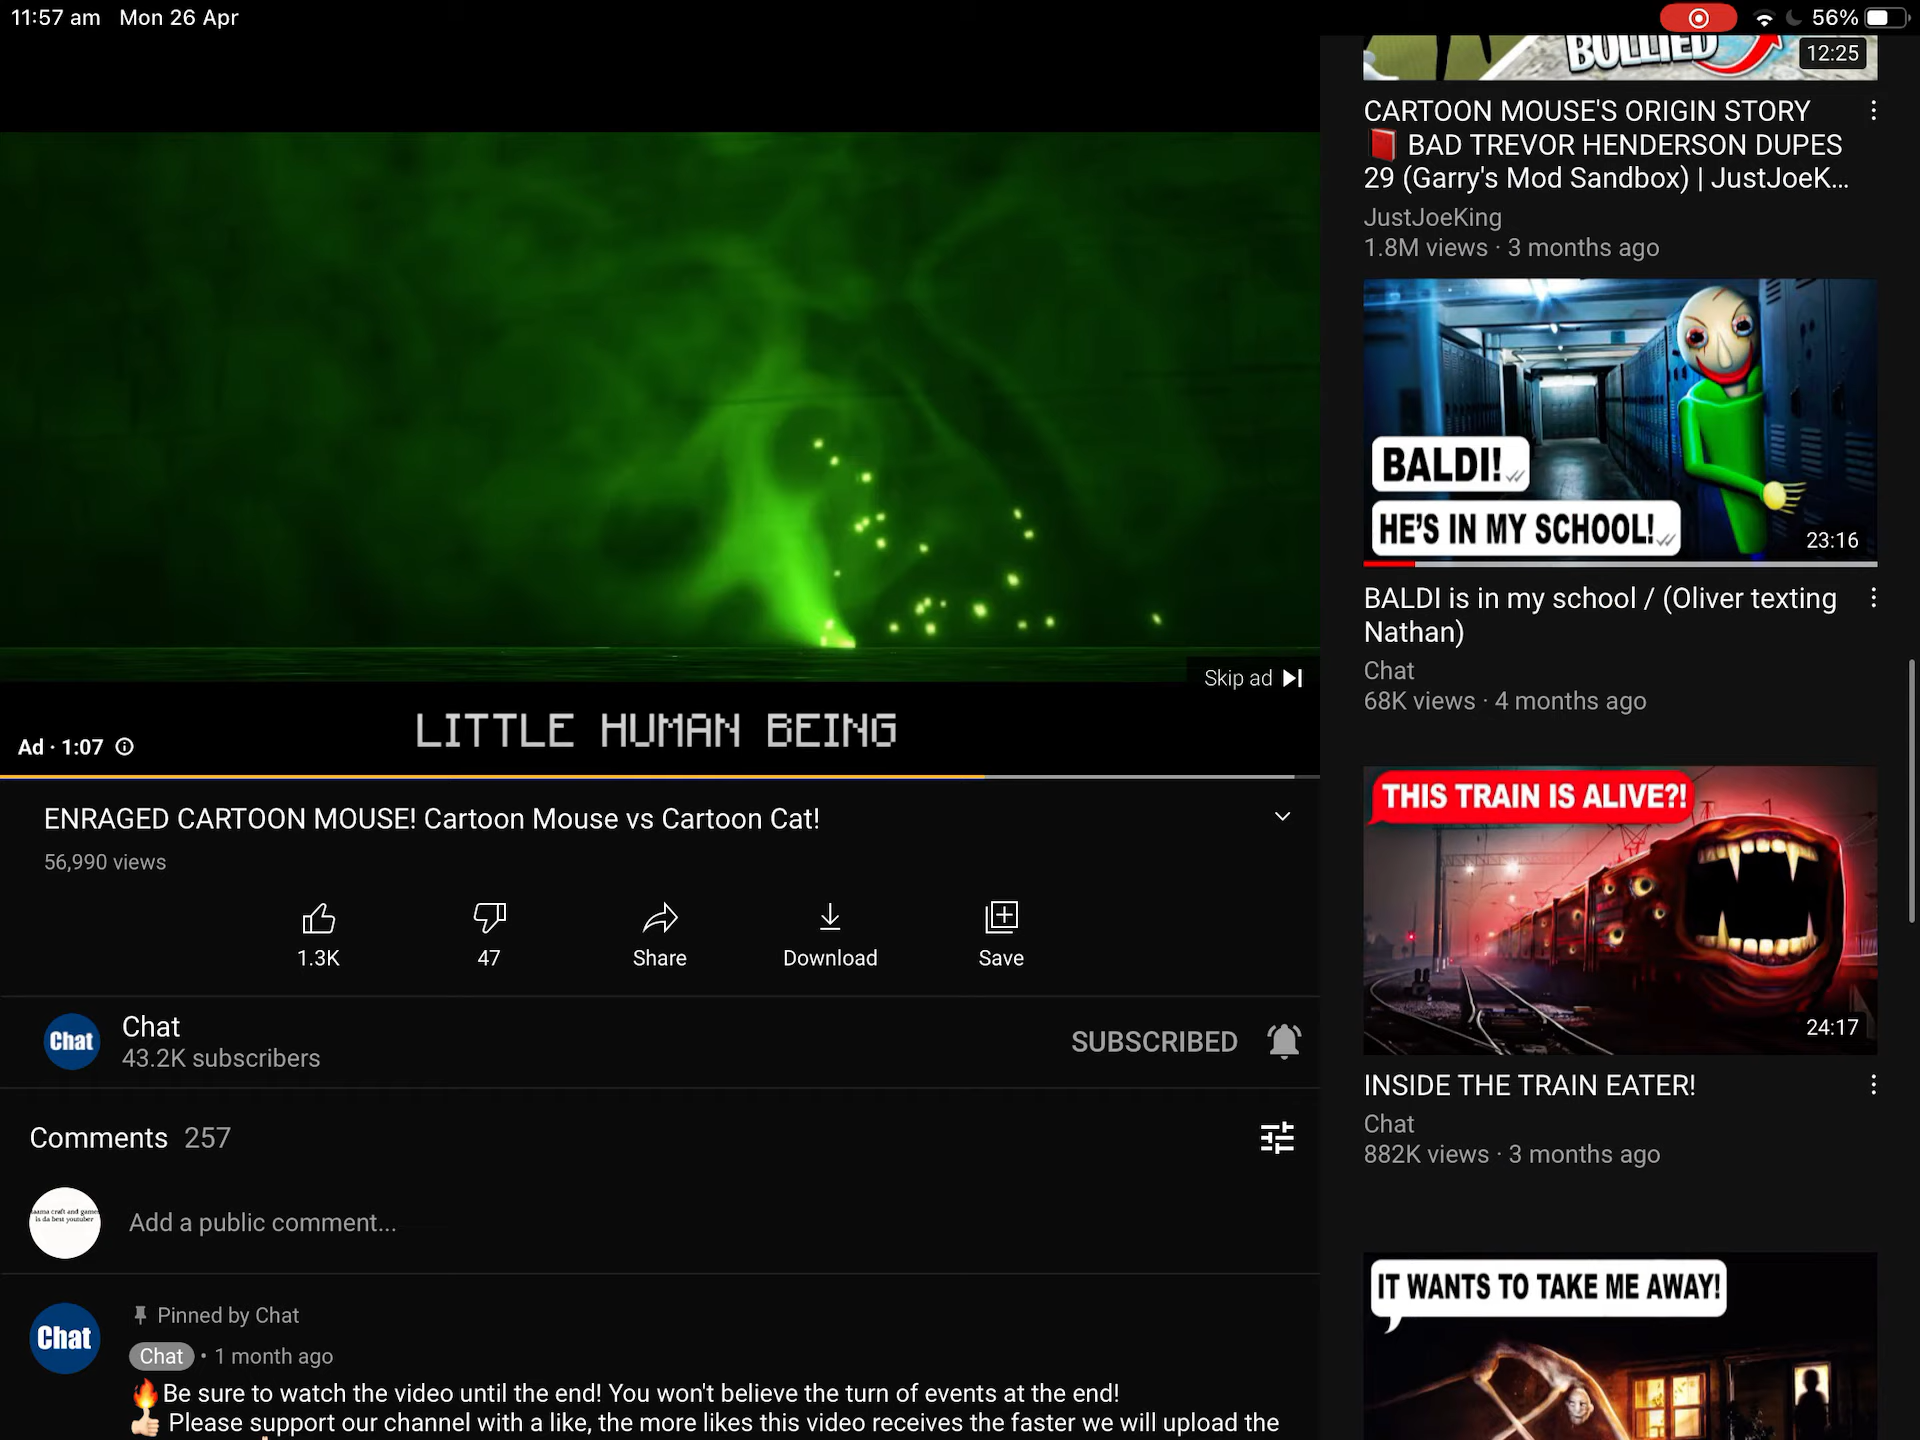 11:57 am Mon 26 Apr
56%
LITTLE HUMAN BEING
Skip ad
Ad · 1:07
ENRAGED CARTOON MOUSE! Cartoon Mouse vs Cartoon Cat!
56,990 views
1.3K
47
Share
Download
Save
Chat
Chat
43.2K subscribers
SUBSCRIBED
Comments 257
is da best youtuber
Add a public comment...
Chat
Pinned by Chat
Chat • 1 month ago
🔥Be sure to watch the video until the end! You won't believe the turn of events at the end!
👍🏻 Please support our channel with a like, the more likes this video receives the faster we will upload the
BULLIED
12:25
CARTOON MOUSE'S ORIGIN STORY
📕 BAD TREVOR HENDERSON DUPES
29 (Garry's Mod Sandbox) | JustJoeK...
JustJoeKing
1.8M views · 3 months ago
BALDI!
HE'S IN MY SCHOOL!
23:16
BALDI is in my school / (Oliver texting
Nathan)
Chat
68K views · 4 months ago
THIS TRAIN IS ALIVE?!
24:17
INSIDE THE TRAIN EATER!
Chat
882K views · 3 months ago
IT WANTS TO TAKE ME AWAY!